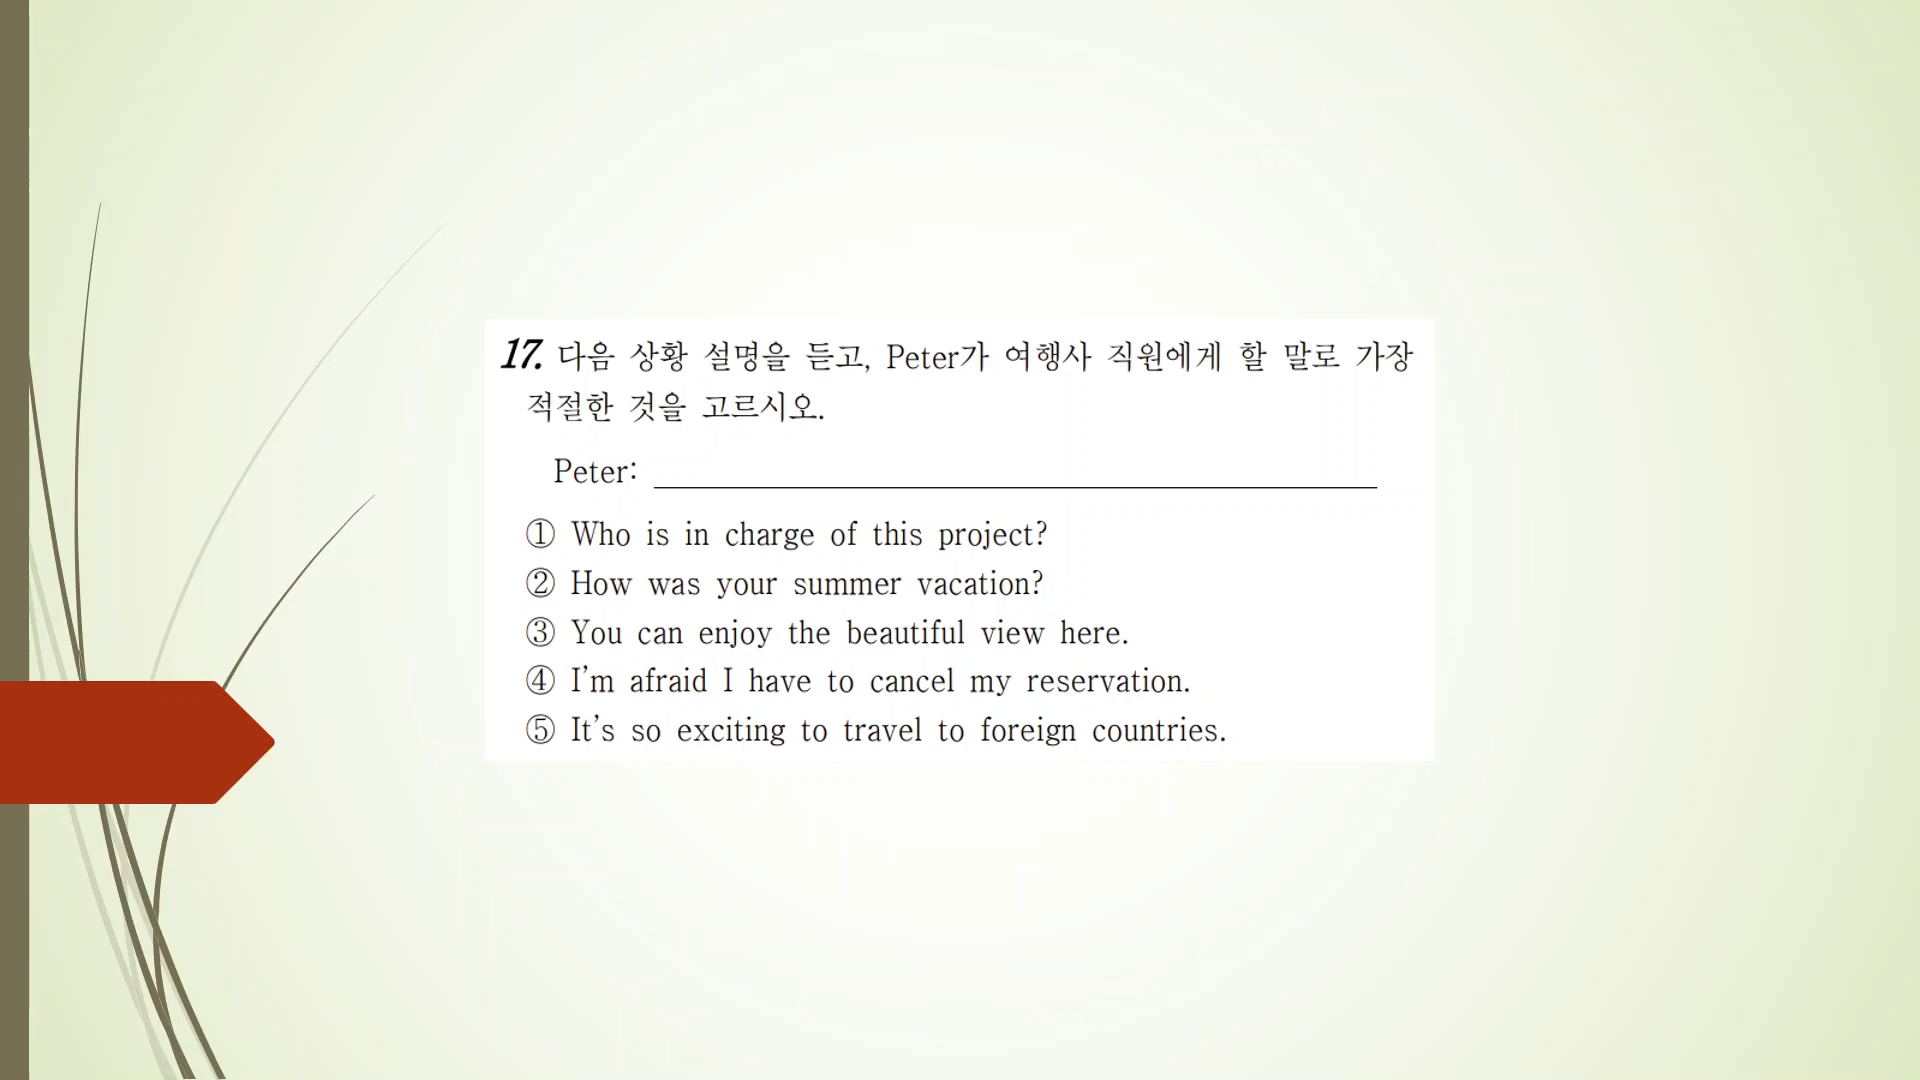 17. 다음 상황 설명을 듣고, Peter가 여행사 직원에게 할 말로 가장
적절한 것을 고르시오.
Peter:
① Who is in charge of this project?
② How was your summer vacation?
③ You can enjoy the beautiful view here.
④ I'm afraid I have to cancel my reservation.
⑤ It's so exciting to travel to foreign countries.